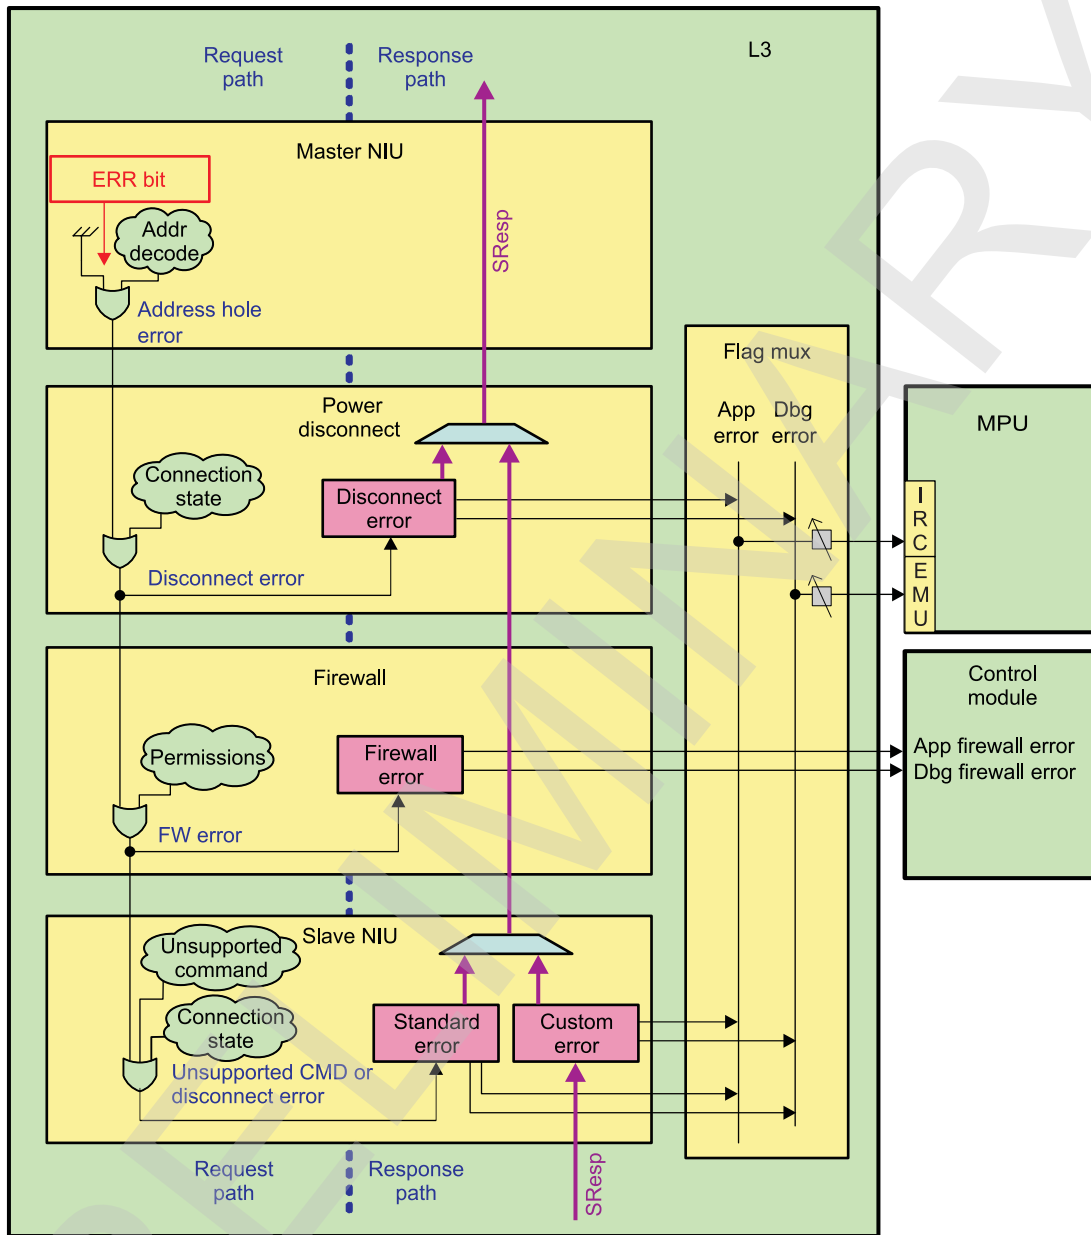 Request
path
Response
path
L3
Master NIU
ERR bit
Addr
decode
Address hole
error
SResp
Flag mux
App
error
Dbg
error
Power
disconnect
Connection
state
Disconnect
error
Disconnect error
MPU
I
R
C
E
M
U
Firewall
Permissions
Firewall
error
FW error
Control
module
App firewall error
Dbg firewall error
Slave NIU
Unsupported
command
Connection
state
Standard
error
Custom
error
Unsupported CMD or
disconnect error
Request
path
Response
path
SResp
PRELIMINARY